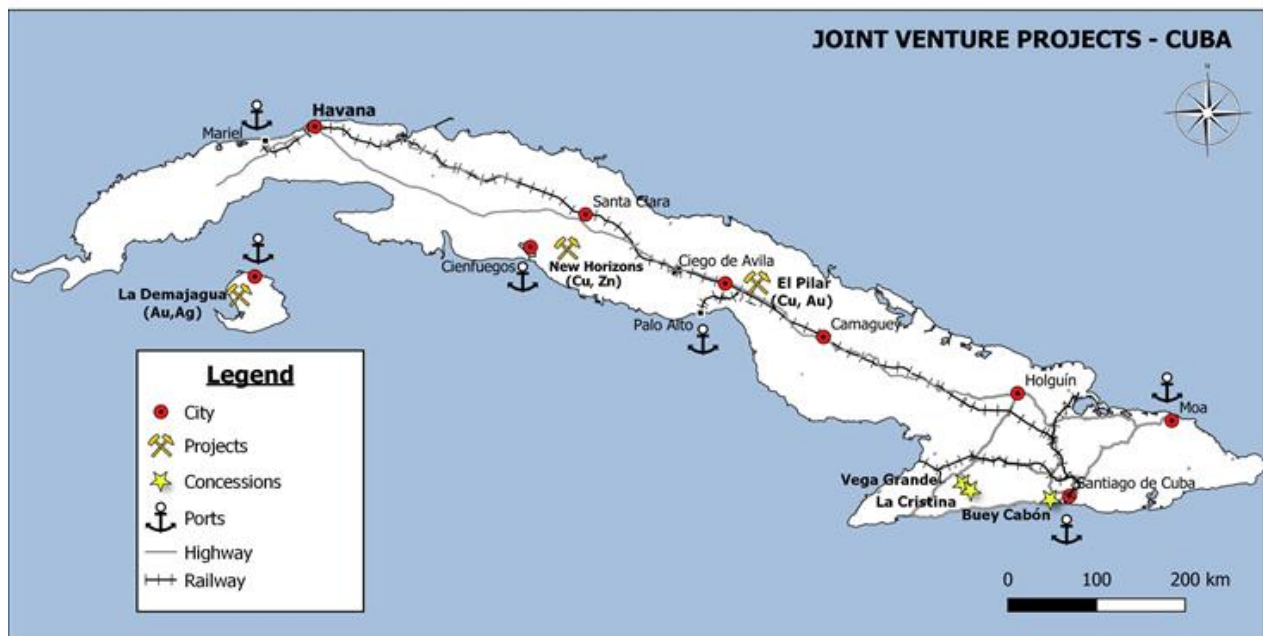 JOINT VENTURE PROJECTS - CUBA
N
Havana
Mariel
Santa Clara
Cienfuegos
New Horizons
(Cu, Zn)
Ciego de Avila
El Pilar
(Cu, Au)
La Demajagua
(Au,Ag)
Palo Alto
Camaguey
Holguín
Moa
Vega Grande
La Cristina
Buey Cabón
Santiago de Cuba
Legend
City
Projects
Concessions
Ports
Highway
Railway
0 100 200 km